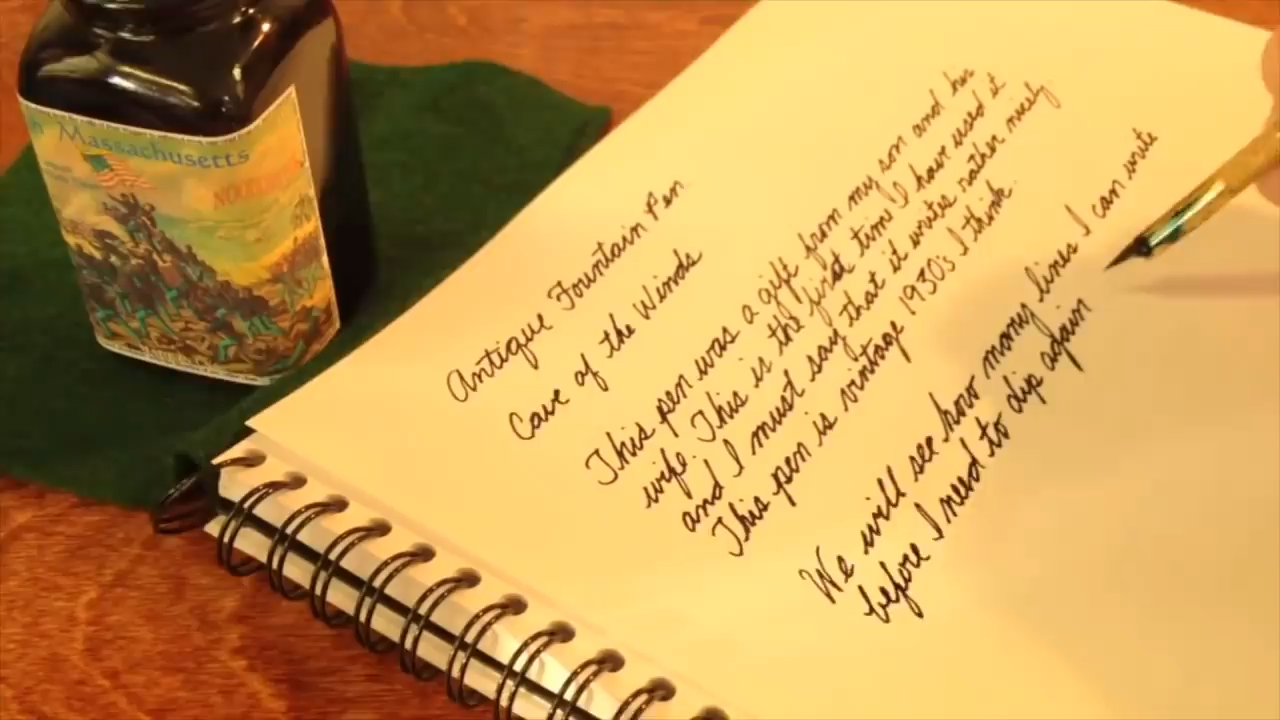 Massachusetts
Antique Fountain Pen
Cave of the Winds
This pen was a gift from my son and his
wife. This is the first time I have used it
and I must say that it writes rather nicely
This pen is vintage 1930s I think.
We will see how many lines I can write
before I need to dip again